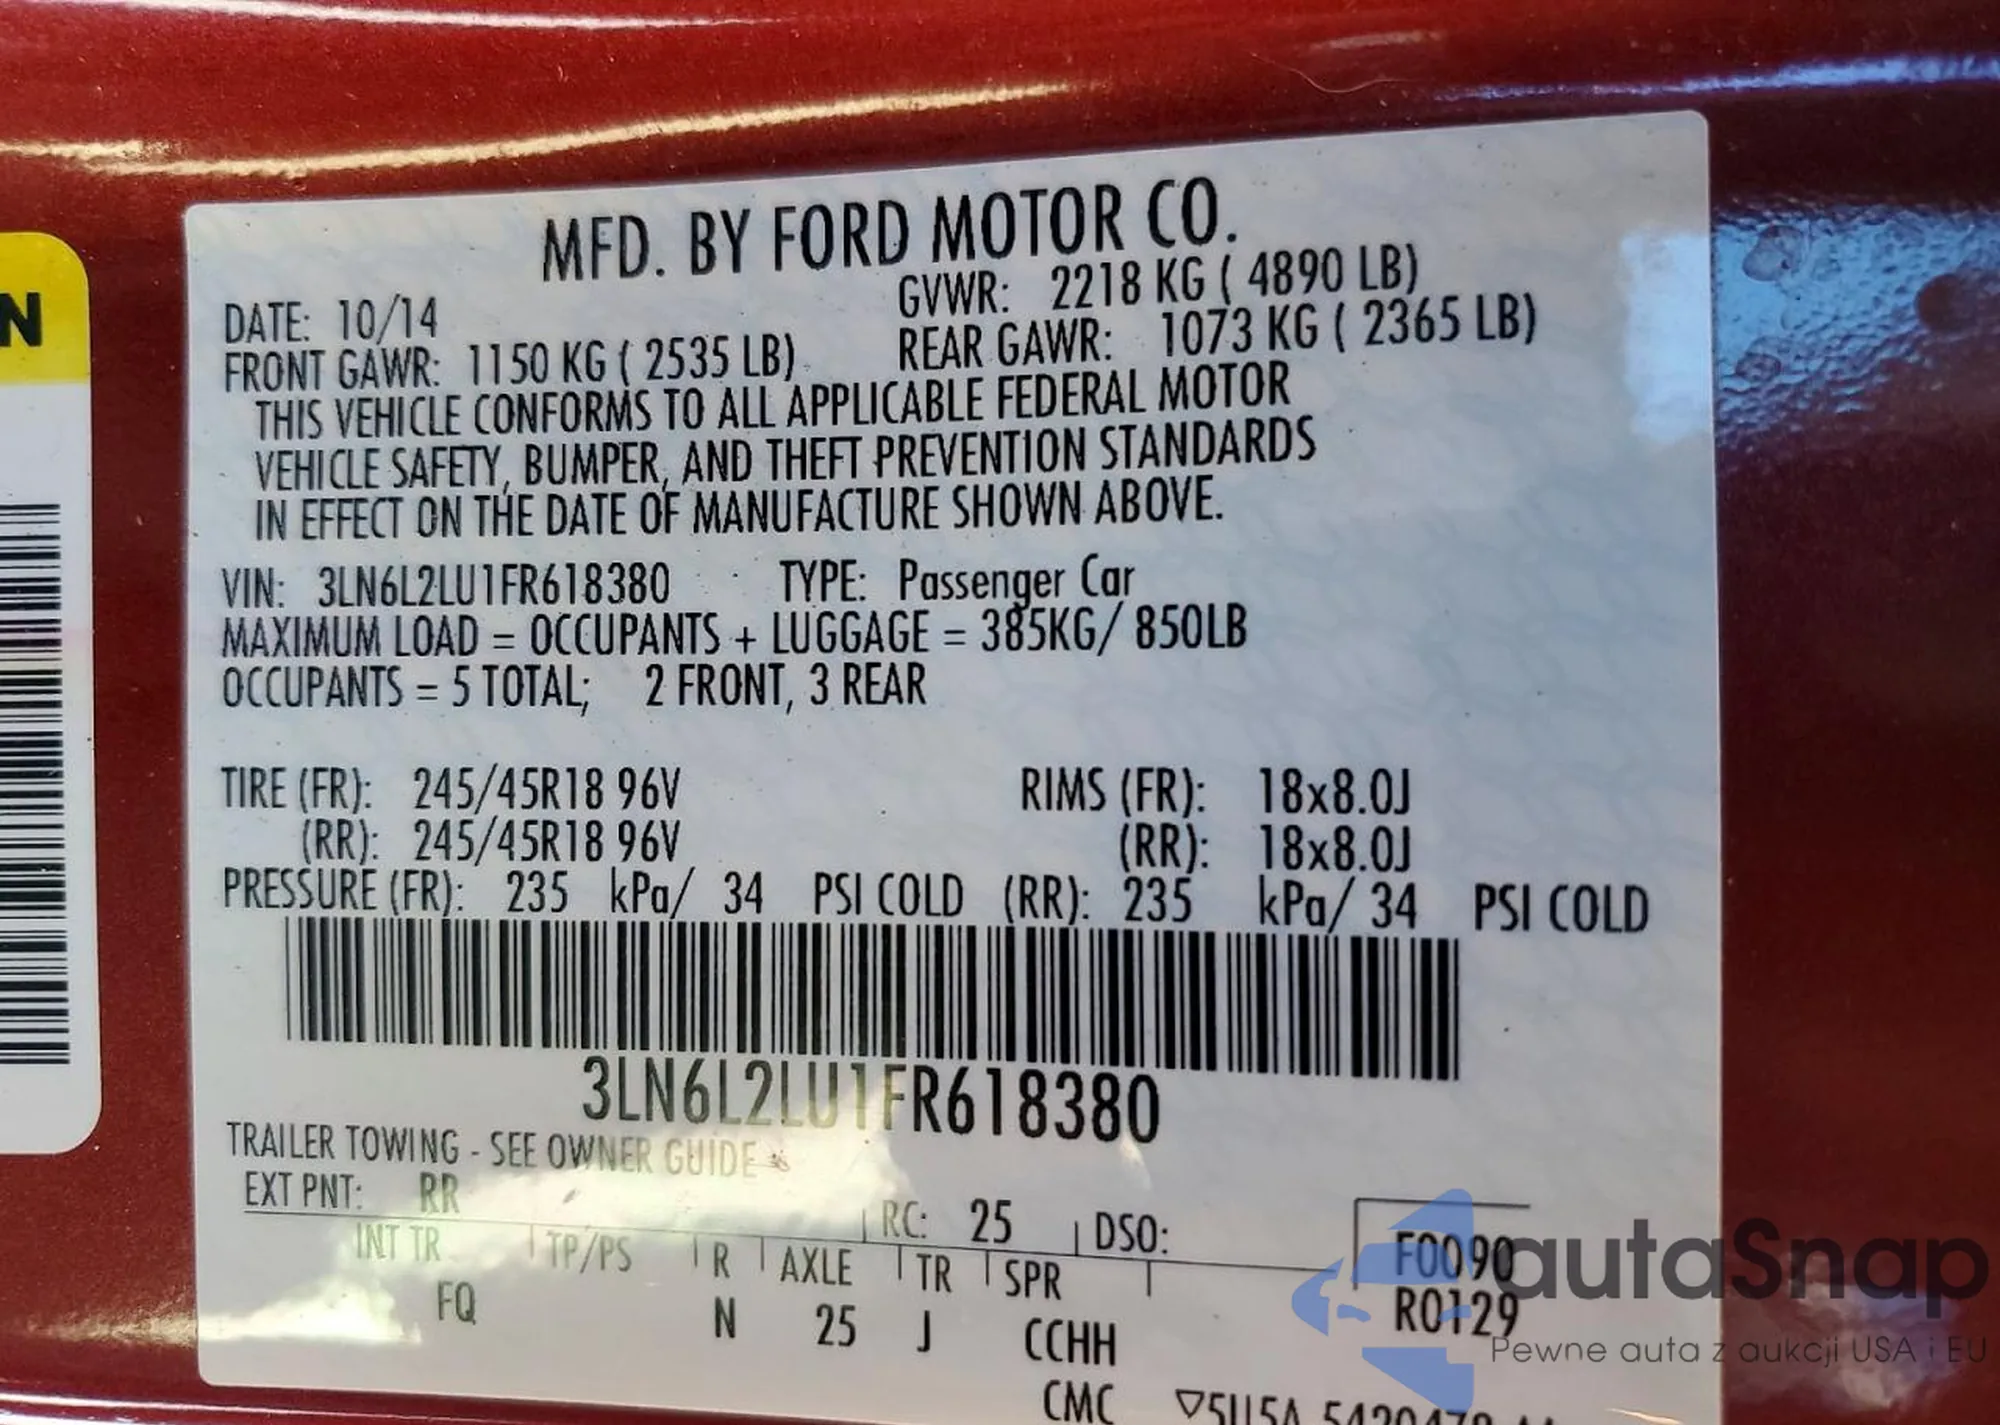 N
MFD. BY FORD MOTOR CO.
DATE: 10/14
GVWR: 2218 KG ( 4890 LB)
FRONT GAWR: 1150 KG ( 2535 LB)
REAR GAWR: 1073 KG ( 2365 LB)
THIS VEHICLE CONFORMS TO ALL APPLICABLE FEDERAL MOTOR
VEHICLE SAFETY, BUMPER, AND THEFT PREVENTION STANDARDS
IN EFFECT ON THE DATE OF MANUFACTURE SHOWN ABOVE.
VIN: 3LN6L2LU1FR618380 TYPE: Passenger Car
MAXIMUM LOAD = OCCUPANTS + LUGGAGE = 385KG/ 850LB
OCCUPANTS = 5 TOTAL; 2 FRONT, 3 REAR
TIRE (FR): 245/45R18 96V RIMS (FR): 18x8.0J
(RR): 245/45R18 96V (RR): 18x8.0J
PRESSURE (FR): 235 kPa/ 34 PSI COLD (RR): 235 kPa/ 34 PSI COLD
3LN6L2LU1FR618380
TRAILER TOWING - SEE OWNER GUIDE
EXT PNT: RR RC: 25 DSO:
INT TR TP/PS R AXLE TR SPR F0090
FQ N 25 J CCHH R0129
CMC
autaSnap
Pewne auta z aukcji USA i EU